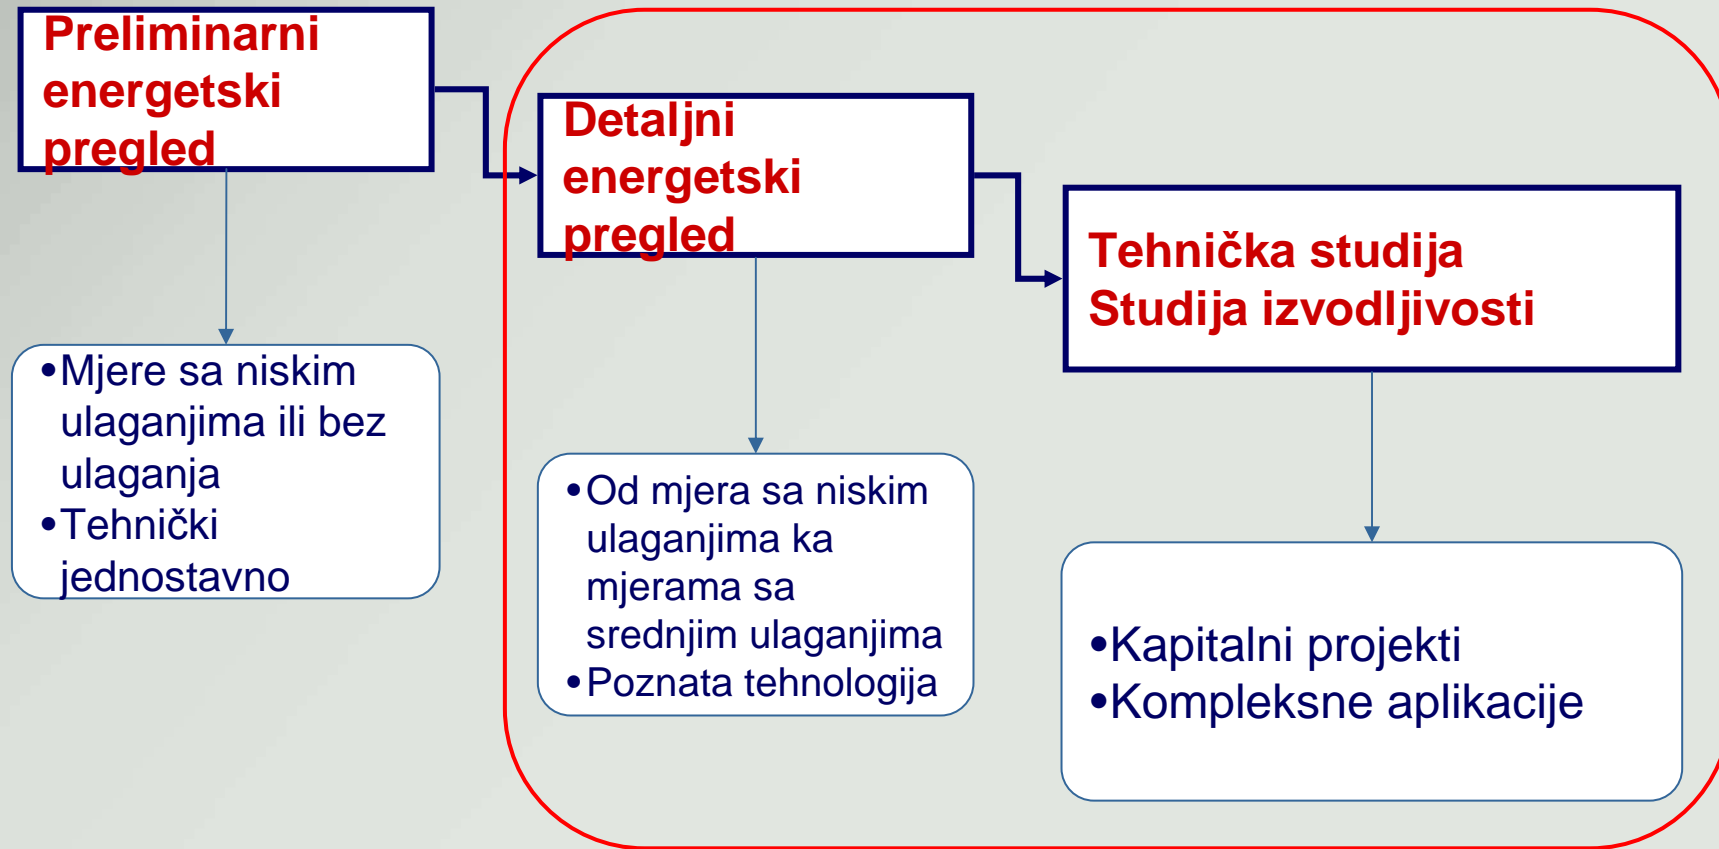 Preliminarni
energetski
pregled
Detaljni
energetski
pregled
Tehnička studija
Studija izvodljivosti
•Mjere sa niskim
ulaganjima ili bez
ulaganja
•Tehnički
jednostavno
•Od mjera sa niskim
ulaganjima ka
mjerama sa
srednjim ulaganjima
•Poznata tehnologija
•Kapitalni projekti
•Kompleksne aplikacije